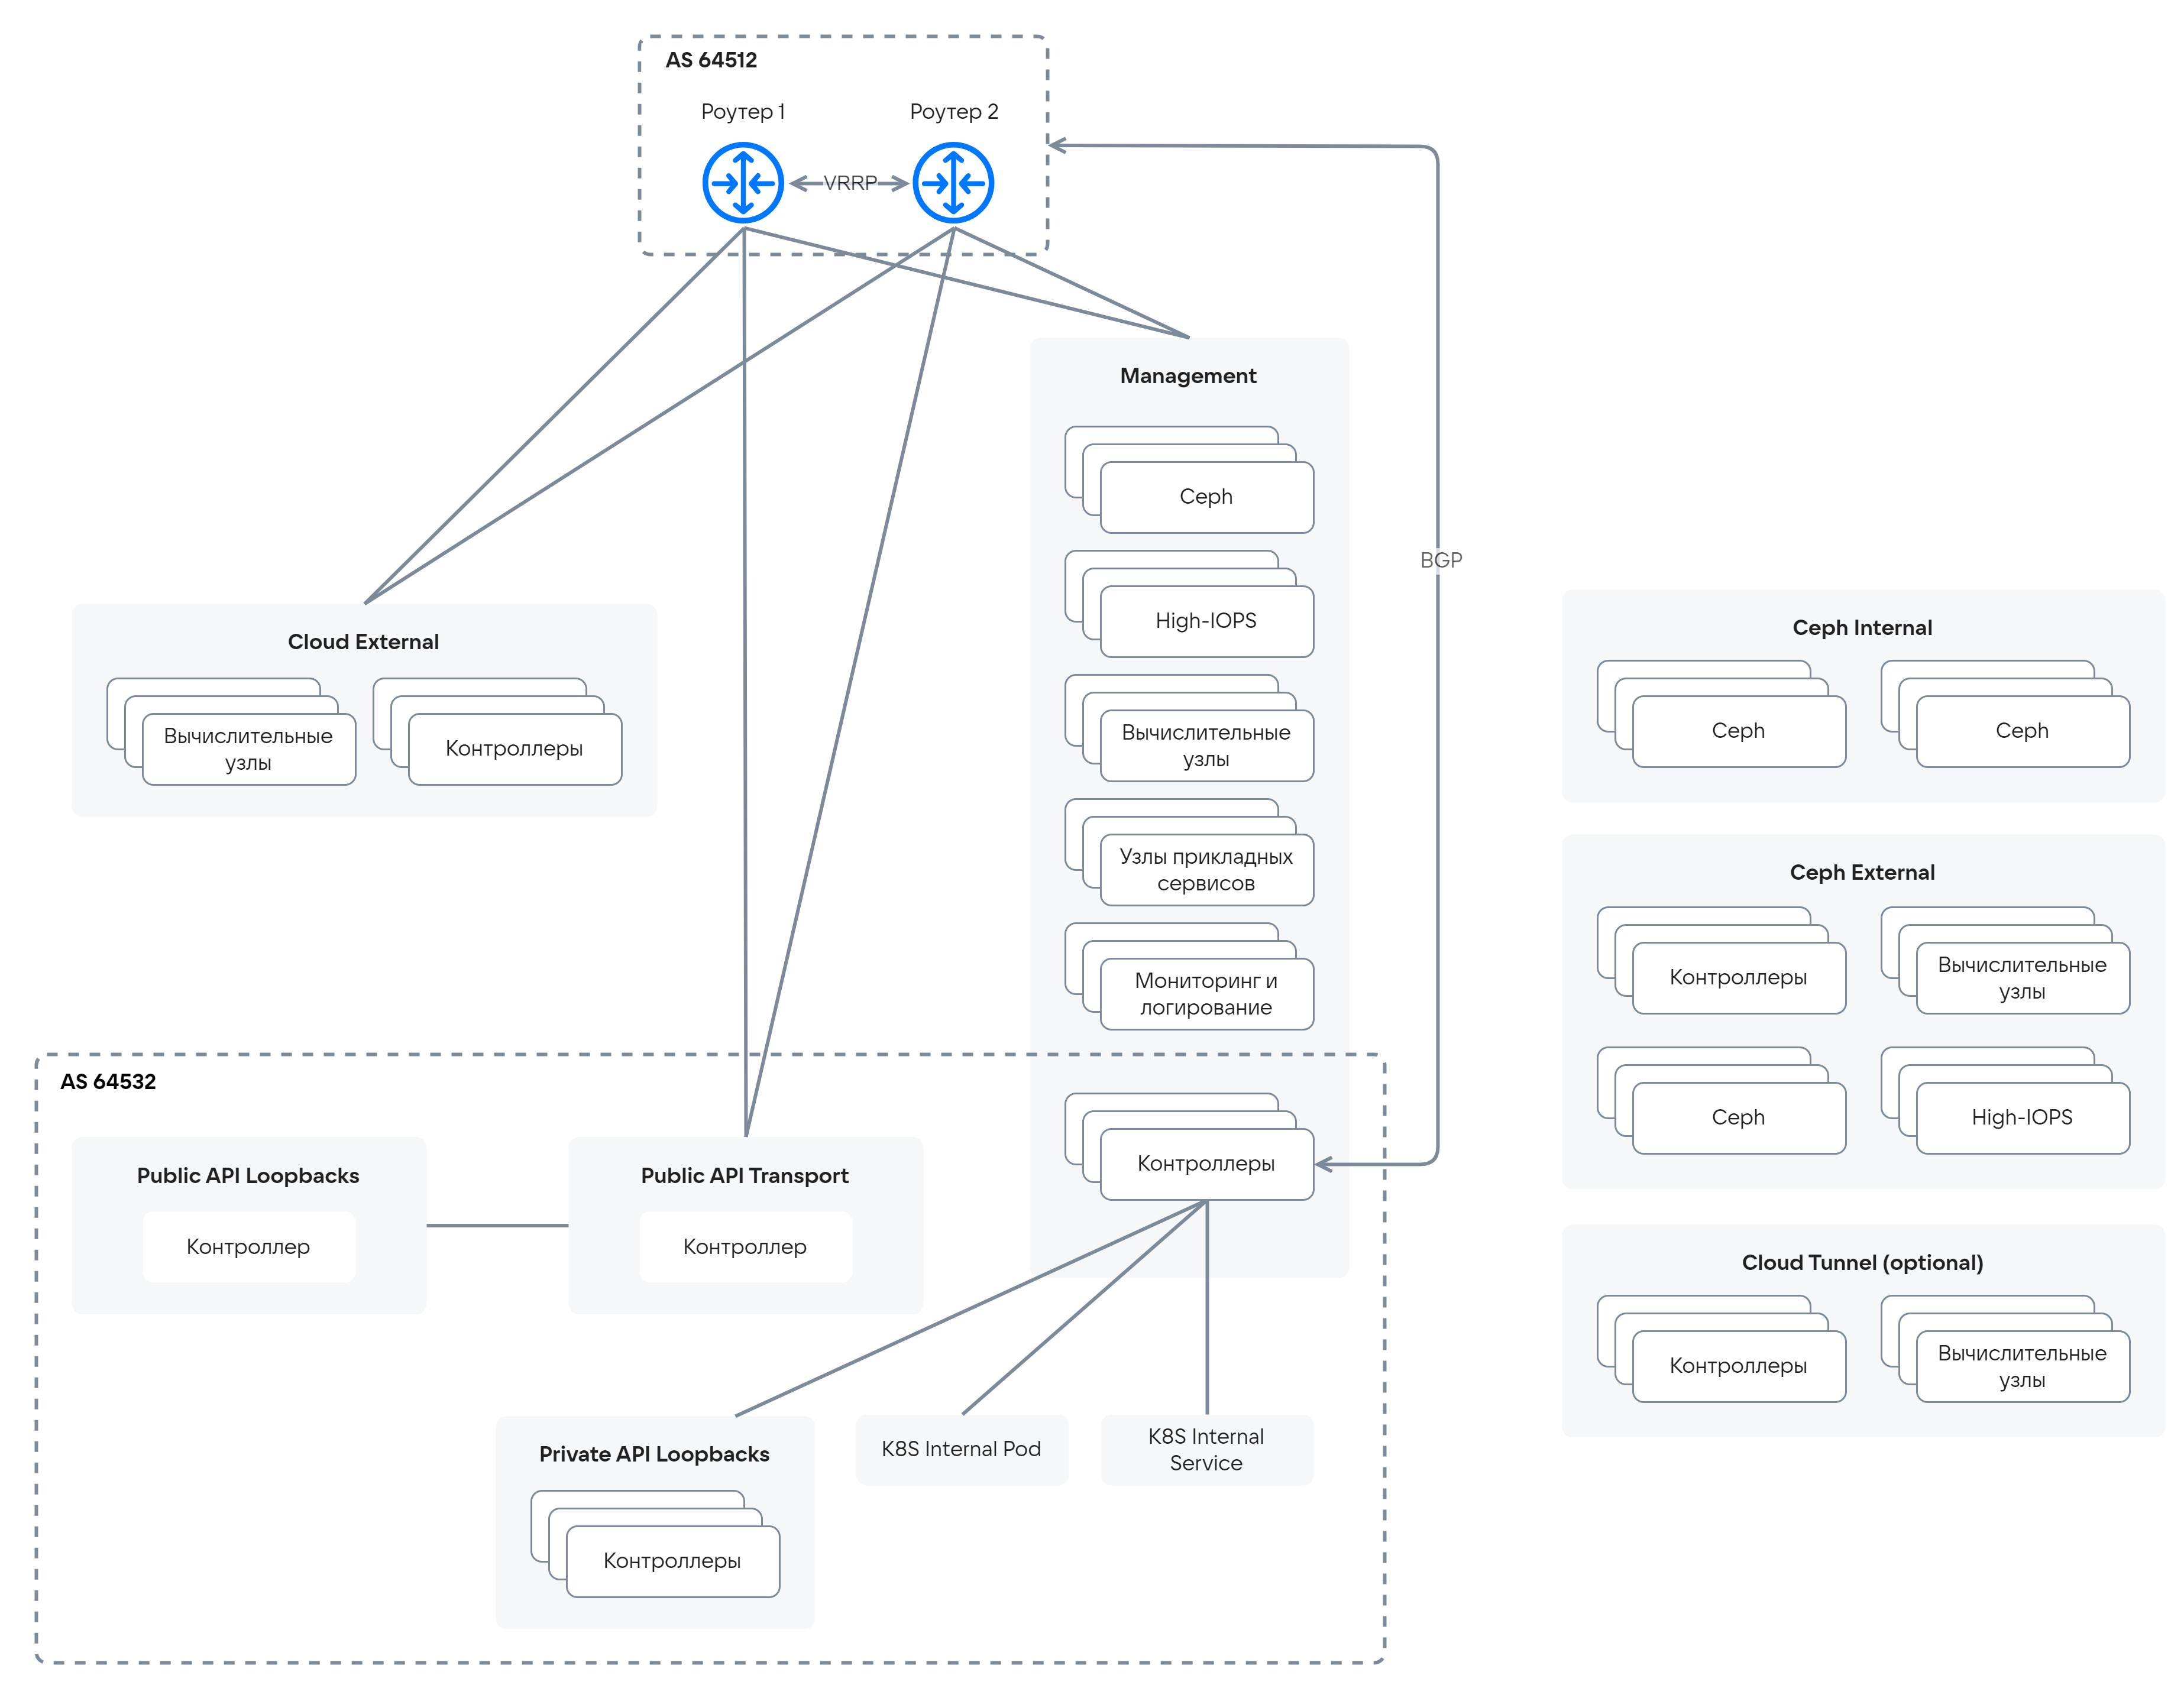 AS 64512
Роутер 1
Роутер 2
VRRP
Management
Ceph
High-IOPS
Вычислительные
узлы
Узлы прикладных
сервисов
Мониторинг и
логирование
Контроллеры
BGP
Cloud External
Вычислительные
узлы
Контроллеры
AS 64532
Public API Loopbacks
Контроллер
Public API Transport
Контроллер
Private API Loopbacks
Контроллеры
K8S Internal Pod
K8S Internal
Service
Ceph Internal
Ceph
Ceph
Ceph External
Контроллеры
Вычислительные
узлы
Ceph
High-IOPS
Cloud Tunnel (optional)
Контроллеры
Вычислительные
узлы